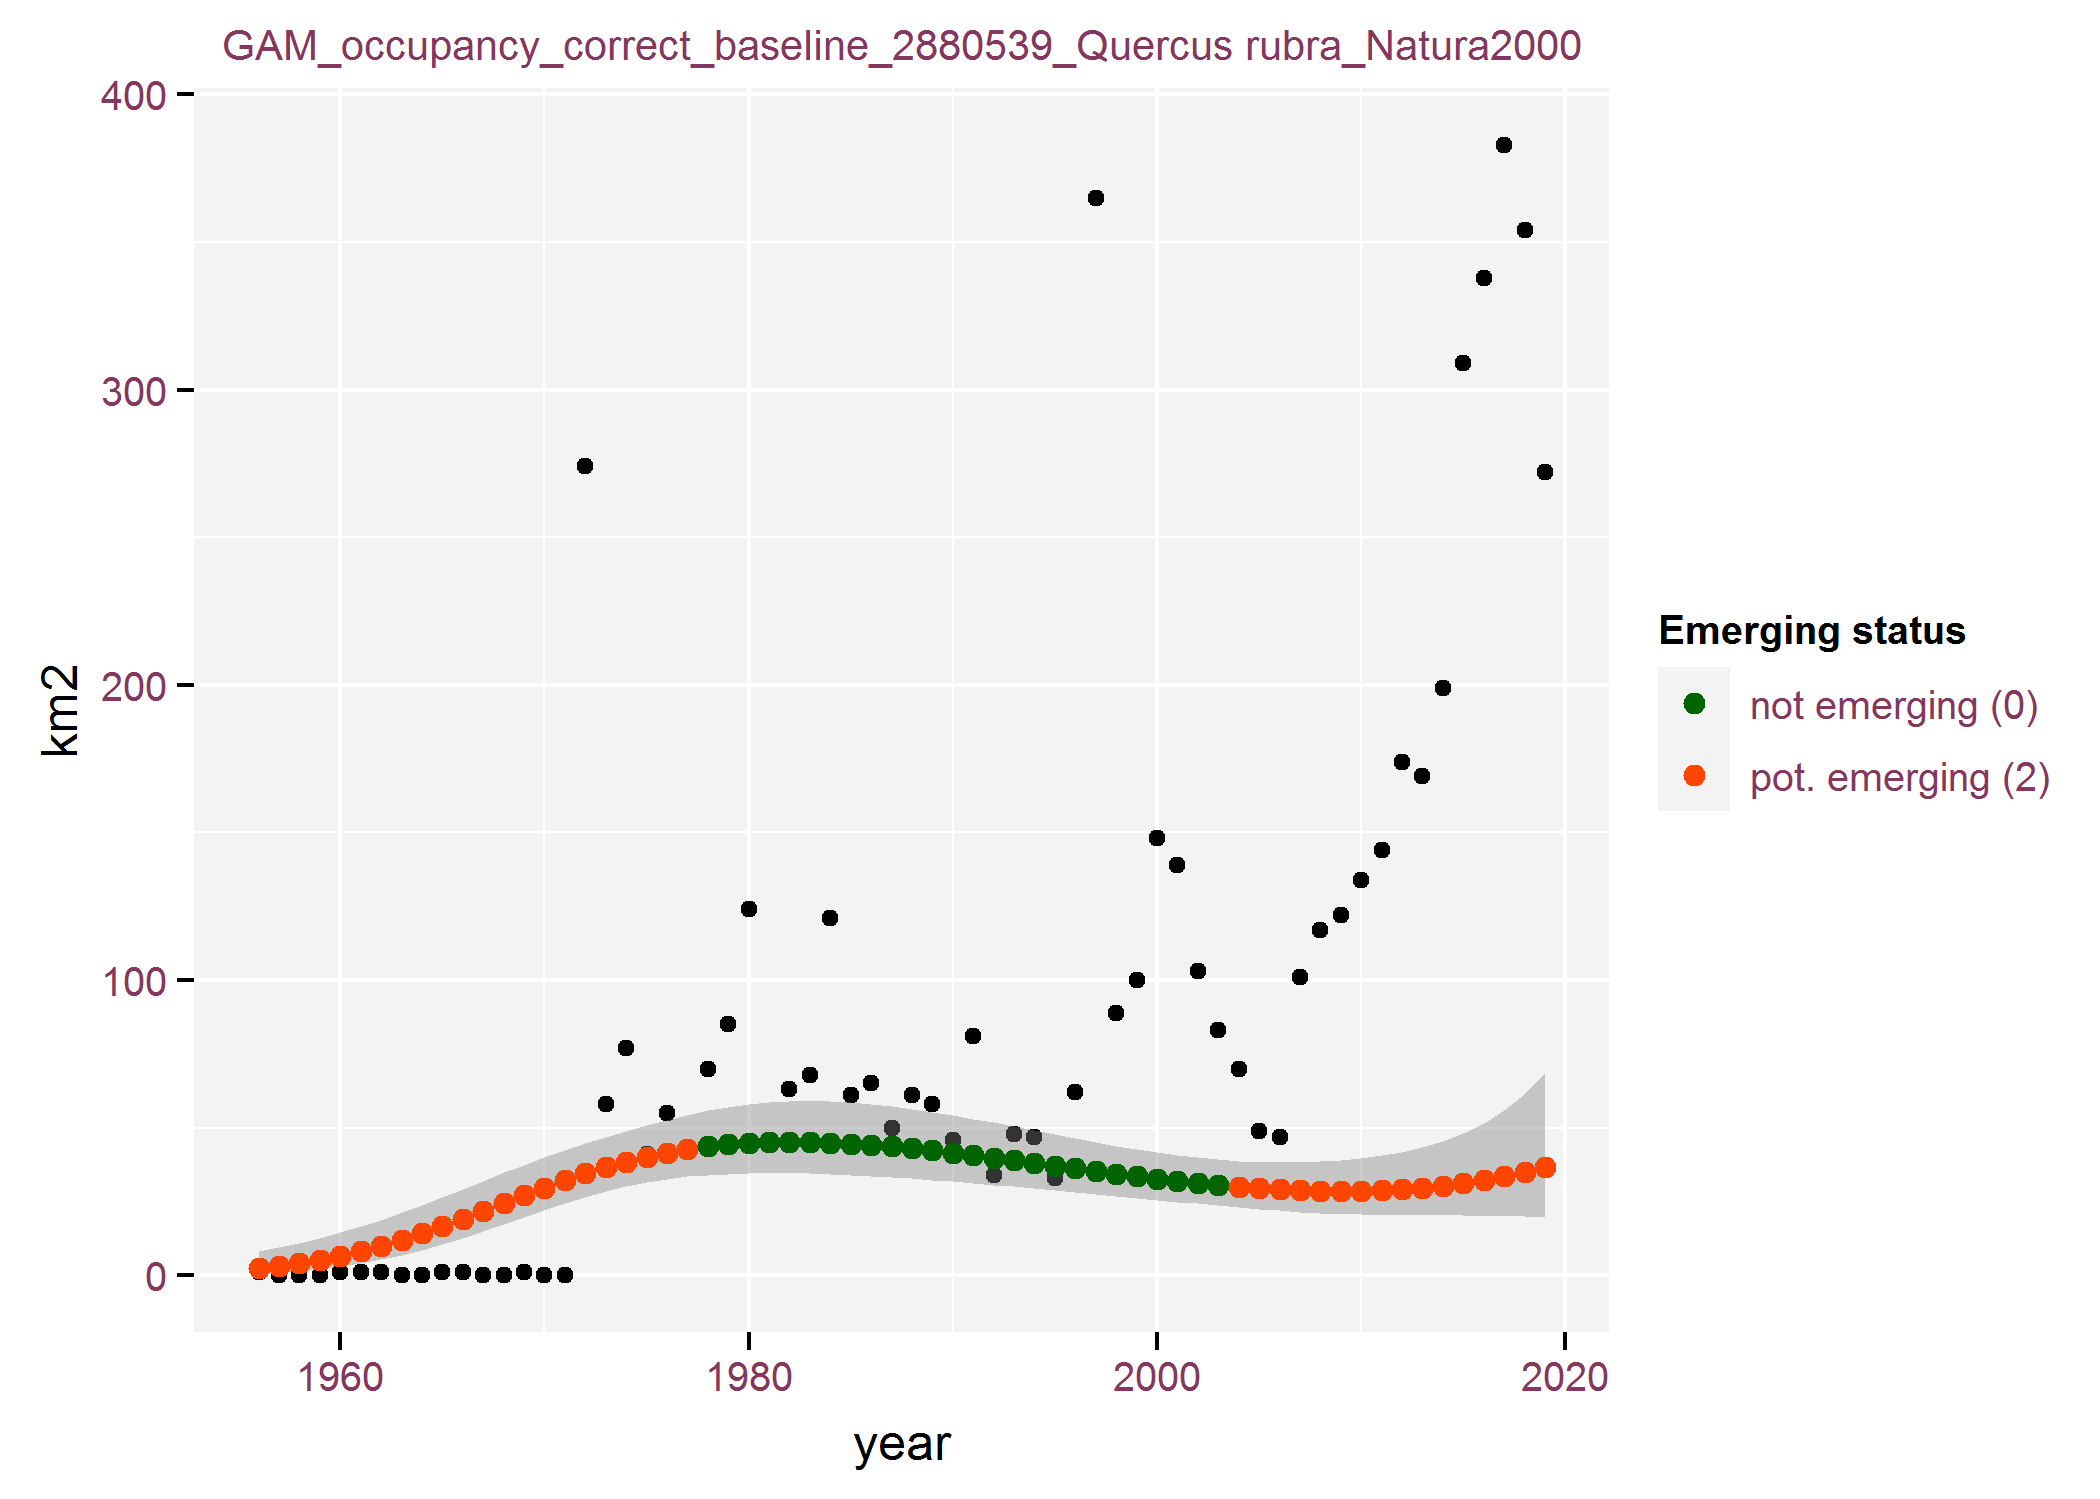 GAM_occupancy_correct_baseline_2880539_Quercus rubra_Natura2000
400
300
200
100
0
km2
1960
1980
2000
2020
year
Emerging status
not emerging (0)
pot. emerging (2)